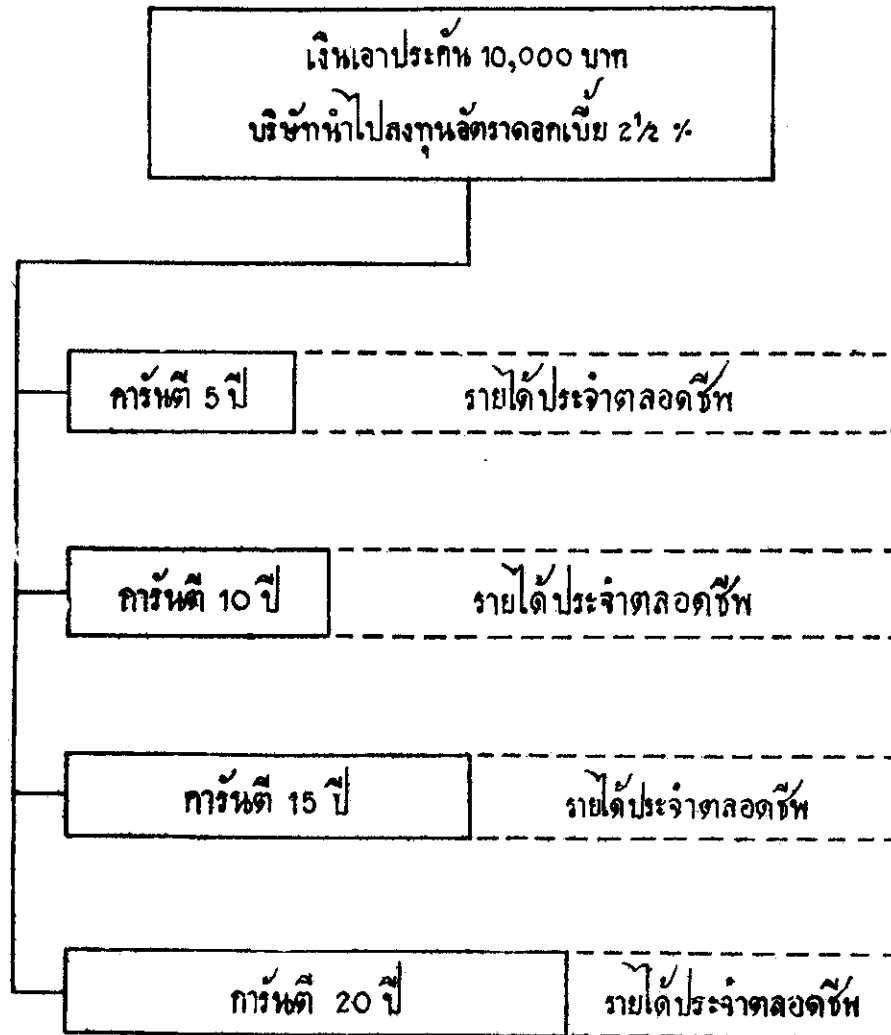 เงินเอาประกัน 10,000 บาท
บริษัทนำไปลงทุนอัตราดอกเบี้ย 2½ %
การันตี 5 ปี รายได้ประจำตลอดชีพ
การันตี 10 ปี รายได้ประจำตลอดชีพ
การันตี 15 ปี รายได้ประจำตลอดชีพ
การันตี 20 ปี รายได้ประจำตลอดชีพ